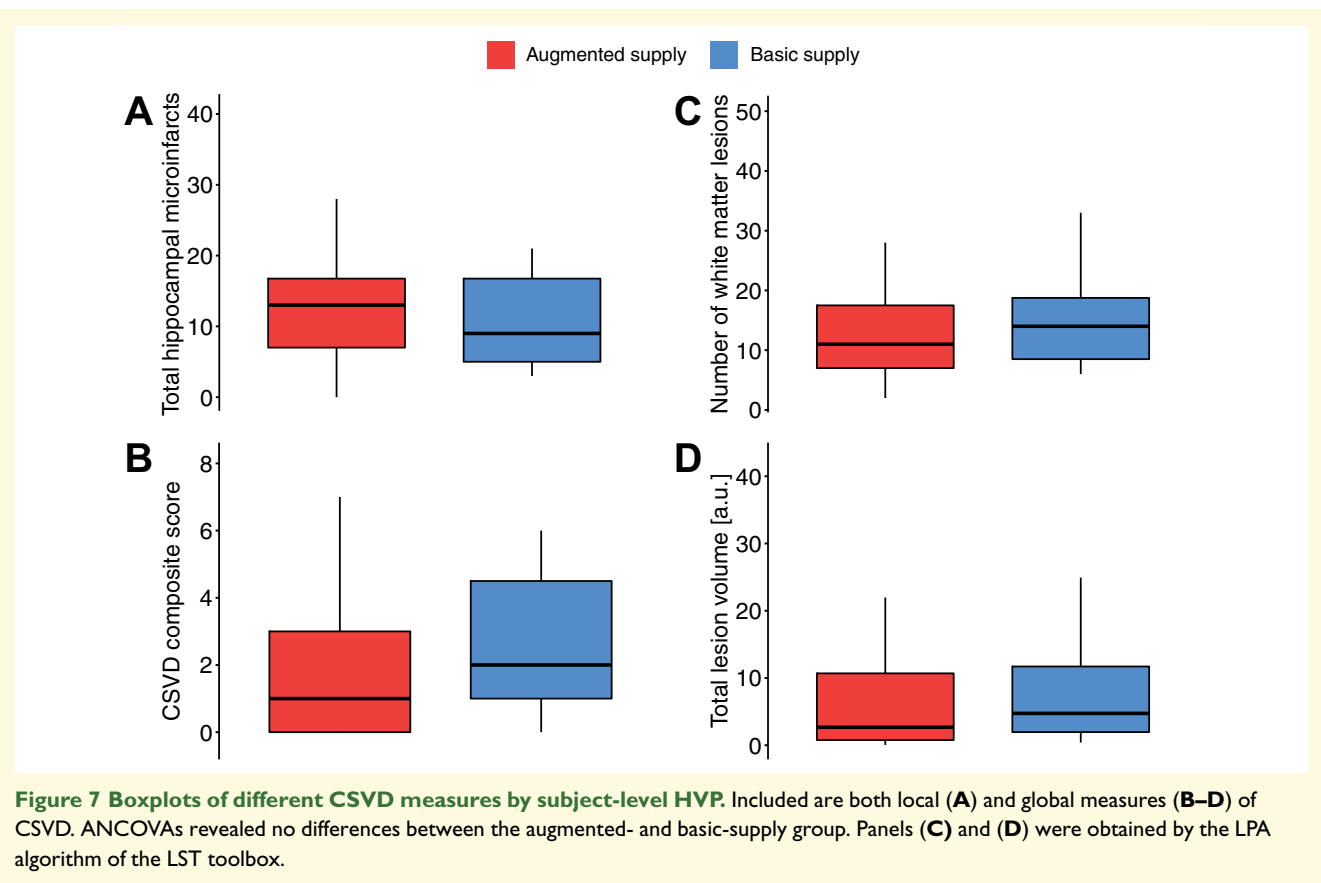 Augmented supply Basic supply
A
Total hippocampal microinfarcts
40
30
20
10
0
C
Number of white matter lesions
50
40
30
20
10
0
B
CSVD composite score
8
6
4
2
0
D
Total lesion volume [a.u.]
40
30
20
10
0
Figure 7 Boxplots of different CSVD measures by subject-level HVP. Included are both local (A) and global measures (B–D) of
CSVD. ANCOVAs revealed no differences between the augmented- and basic-supply group. Panels (C) and (D) were obtained by the LPA
algorithm of the LST toolbox.